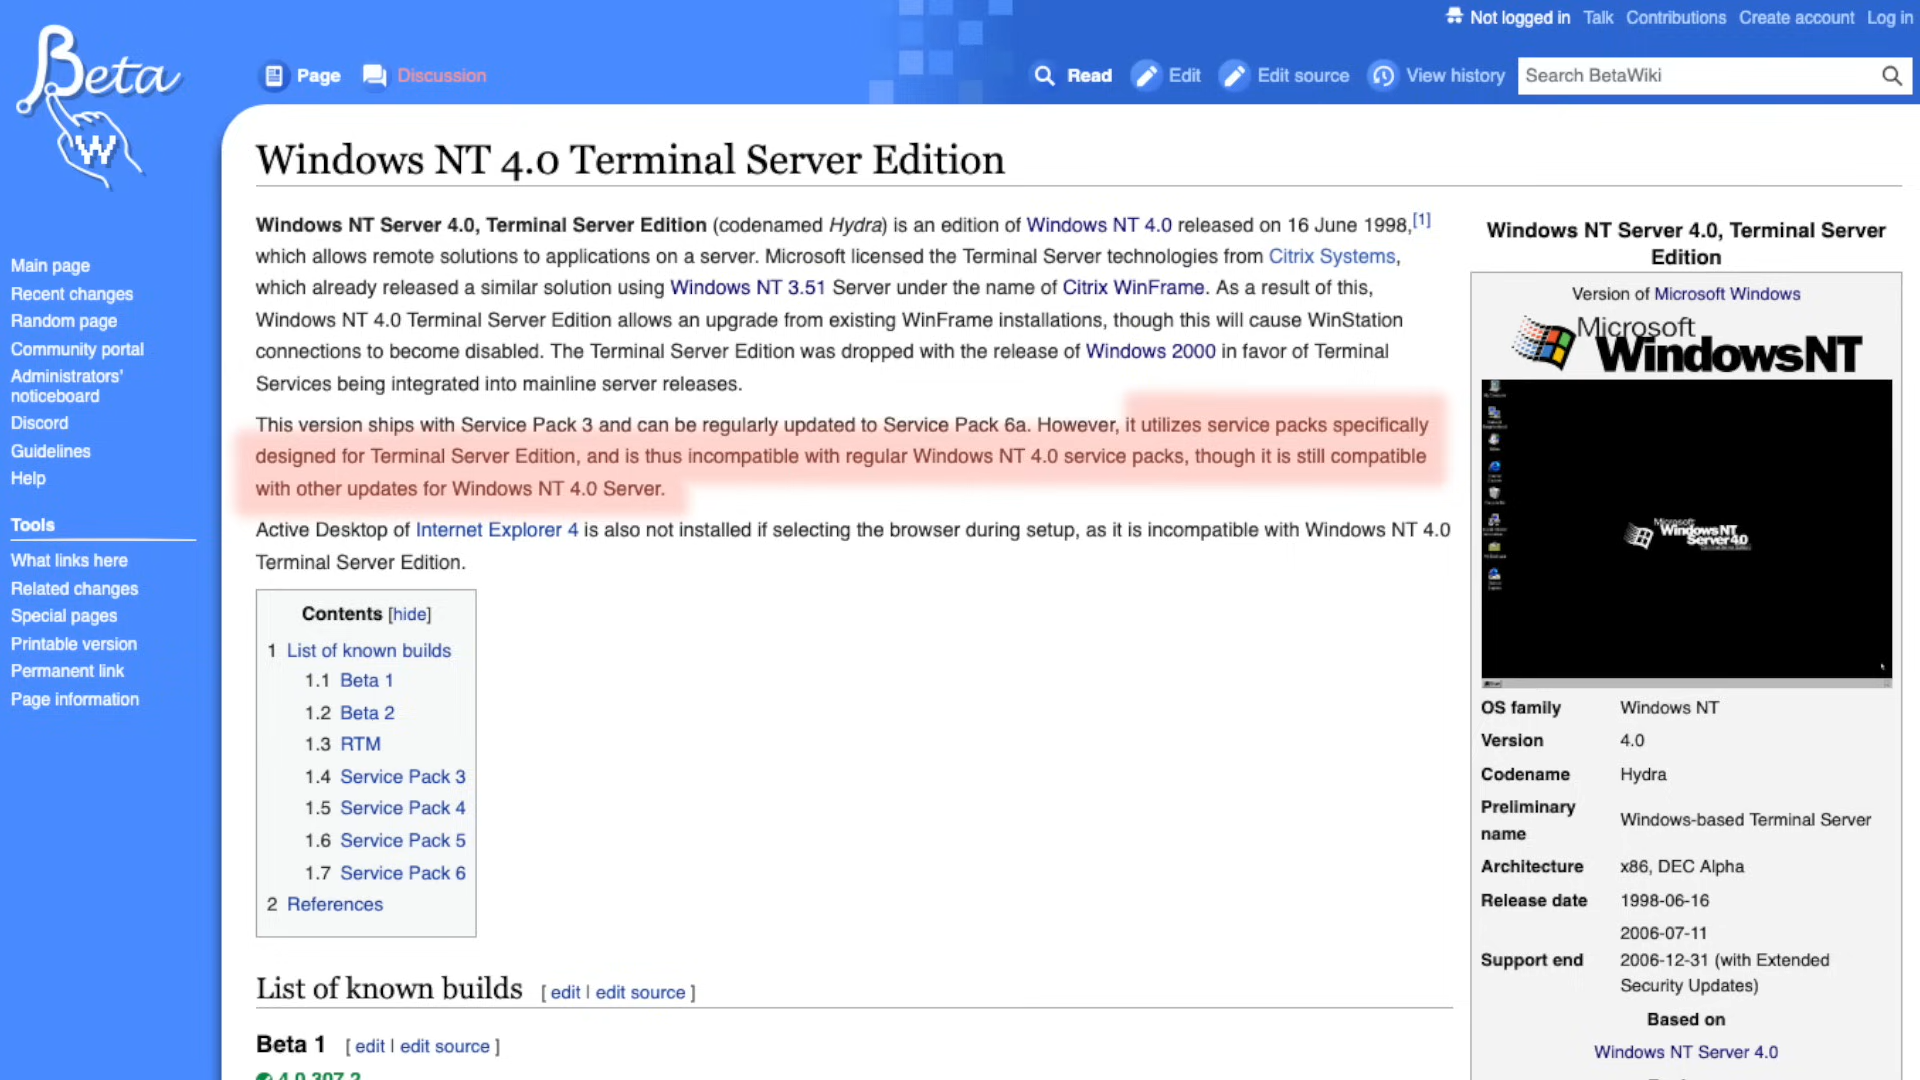 Not logged in Talk Contributions Create account Log in
Beta
W
Page Discussion Read Edit Edit source View history Search BetaWiki
Windows NT 4.0 Terminal Server Edition
Windows NT Server 4.0, Terminal Server Edition (codenamed Hydra) is an edition of Windows NT 4.0 released on 16 June 1998,[1]
which allows remote solutions to applications on a server. Microsoft licensed the Terminal Server technologies from Citrix Systems,
which already released a similar solution using Windows NT 3.51 Server under the name of Citrix WinFrame. As a result of this,
Windows NT 4.0 Terminal Server Edition allows an upgrade from existing WinFrame installations, though this will cause WinStation
connections to become disabled. The Terminal Server Edition was dropped with the release of Windows 2000 in favor of Terminal
Services being integrated into mainline server releases.
This version ships with Service Pack 3 and can be regularly updated to Service Pack 6a. However, it utilizes service packs specifically
designed for Terminal Server Edition, and is thus incompatible with regular Windows NT 4.0 service packs, though it is still compatible
with other updates for Windows NT 4.0 Server.
Active Desktop of Internet Explorer 4 is also not installed if selecting the browser during setup, as it is incompatible with Windows NT 4.0
Terminal Server Edition.
Main page
Recent changes
Random page
Community portal
Administrators'
noticeboard
Discord
Guidelines
Help
Tools
What links here
Related changes
Special pages
Printable version
Permanent link
Page information
Contents [hide]
1 List of known builds
1.1 Beta 1
1.2 Beta 2
1.3 RTM
1.4 Service Pack 3
1.5 Service Pack 4
1.6 Service Pack 5
1.7 Service Pack 6
2 References
List of known builds [ edit | edit source ]
Beta 1 [ edit | edit source ]
4.0.307.2
Windows NT Server 4.0, Terminal Server
Edition
Version of Microsoft Windows
Microsoft
WindowsNT
Microsoft
WindowsNT
Server 4.0
OS family Windows NT
Version 4.0
Codename Hydra
Preliminary
name Windows-based Terminal Server
Architecture x86, DEC Alpha
Release date 1998-06-16
2006-07-11
Support end 2006-12-31 (with Extended
Security Updates)
Based on
Windows NT Server 4.0